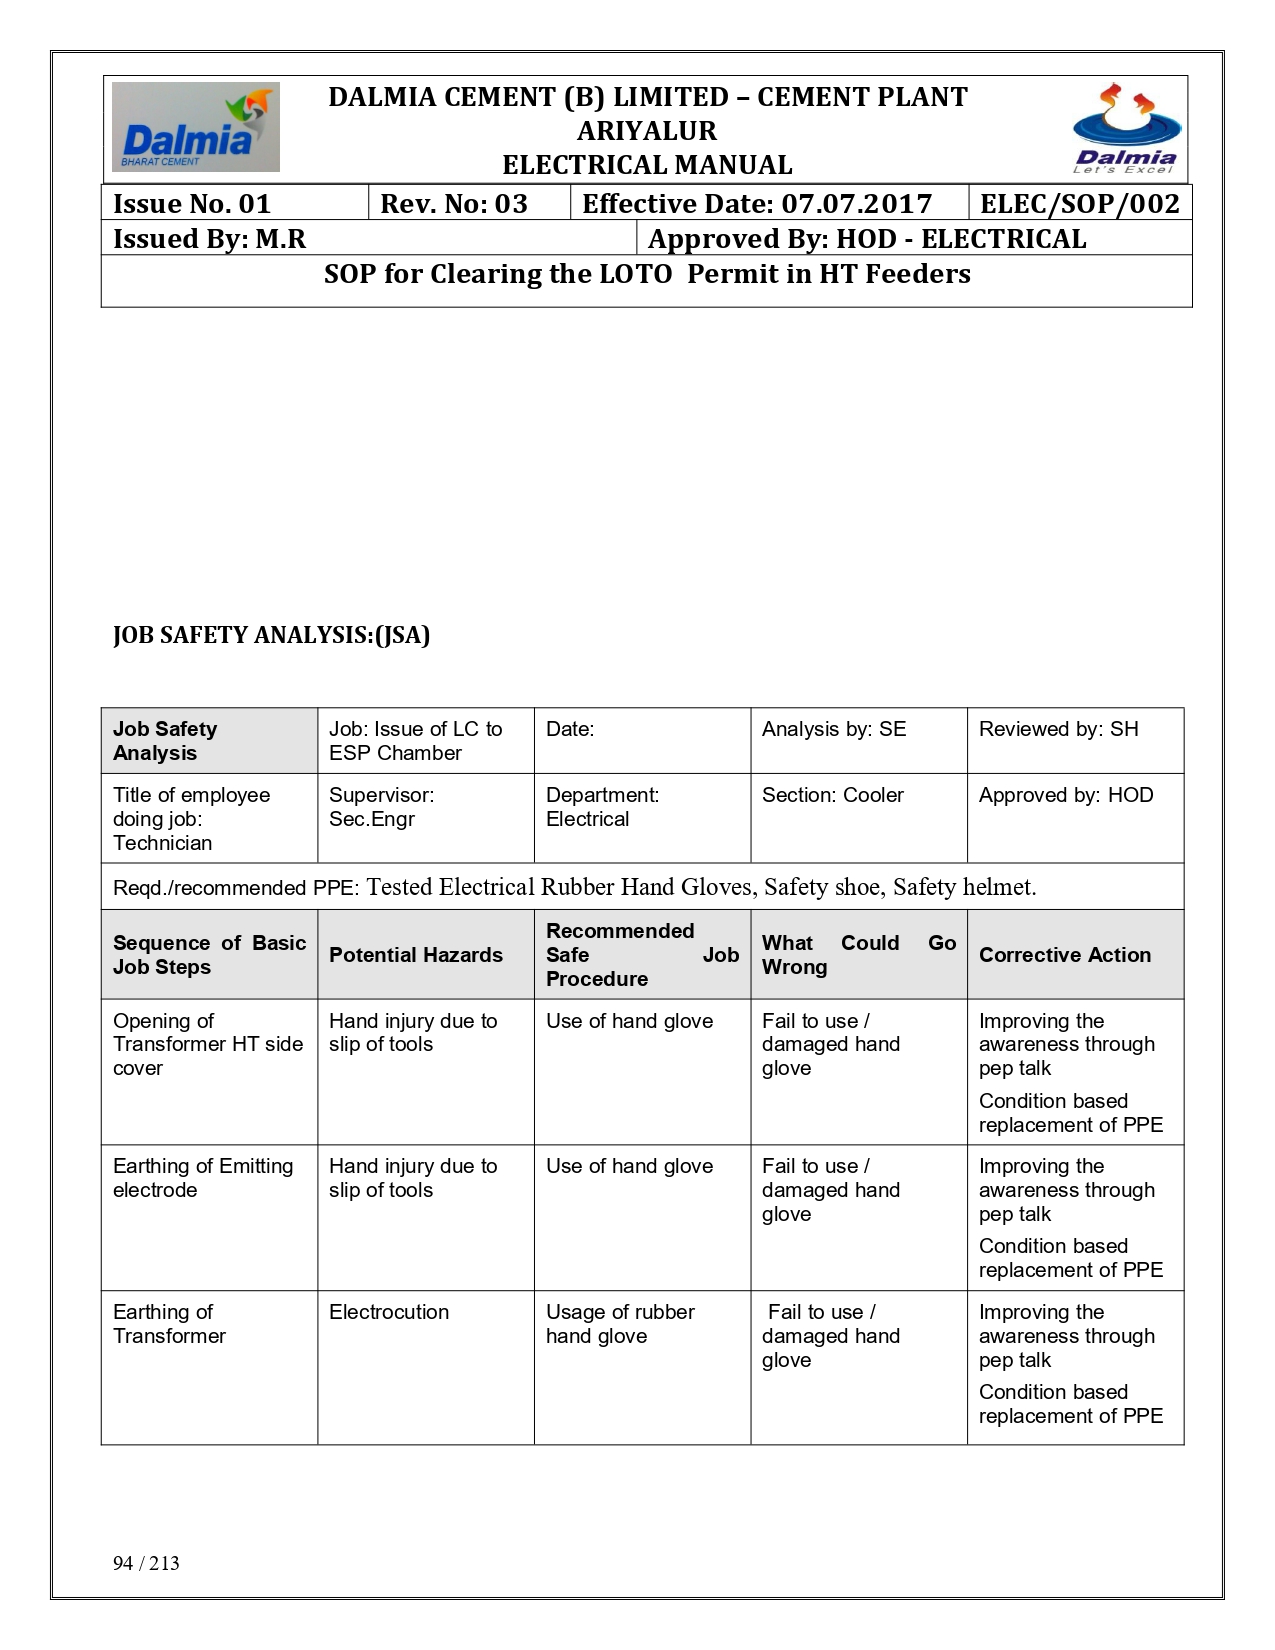 Dalmia
BHARAT CEMENT
DALMIA CEMENT (B) LIMITED – CEMENT PLANT
ARIYALUR
ELECTRICAL MANUAL
Dalmia
Let's Excel
Issue No. 01 Rev. No: 03 Effective Date: 07.07.2017 ELEC/SOP/002
Issued By: M.R Approved By: HOD - ELECTRICAL
SOP for Clearing the LOTO Permit in HT Feeders
JOB SAFETY ANALYSIS:(JSA)
Job Safety
Analysis
Job: Issue of LC to
ESP Chamber
Date:
Analysis by: SE
Reviewed by: SH
Title of employee
doing job:
Technician
Supervisor:
Sec.Engr
Department:
Electrical
Section: Cooler
Approved by: HOD
Reqd./recommended PPE: Tested Electrical Rubber Hand Gloves, Safety shoe, Safety helmet.
Sequence of Basic
Job Steps
Potential Hazards
Recommended
Safe Job
Procedure
What Could Go
Wrong
Corrective Action
Opening of
Transformer HT side
cover
Hand injury due to
slip of tools
Use of hand glove
Fail to use /
damaged hand
glove
Improving the
awareness through
pep talk
Condition based
replacement of PPE
Earthing of Emitting
electrode
Hand injury due to
slip of tools
Use of hand glove
Fail to use /
damaged hand
glove
Improving the
awareness through
pep talk
Condition based
replacement of PPE
Earthing of
Transformer
Electrocution
Usage of rubber
hand glove
Fail to use /
damaged hand
glove
Improving the
awareness through
pep talk
Condition based
replacement of PPE
94 / 213